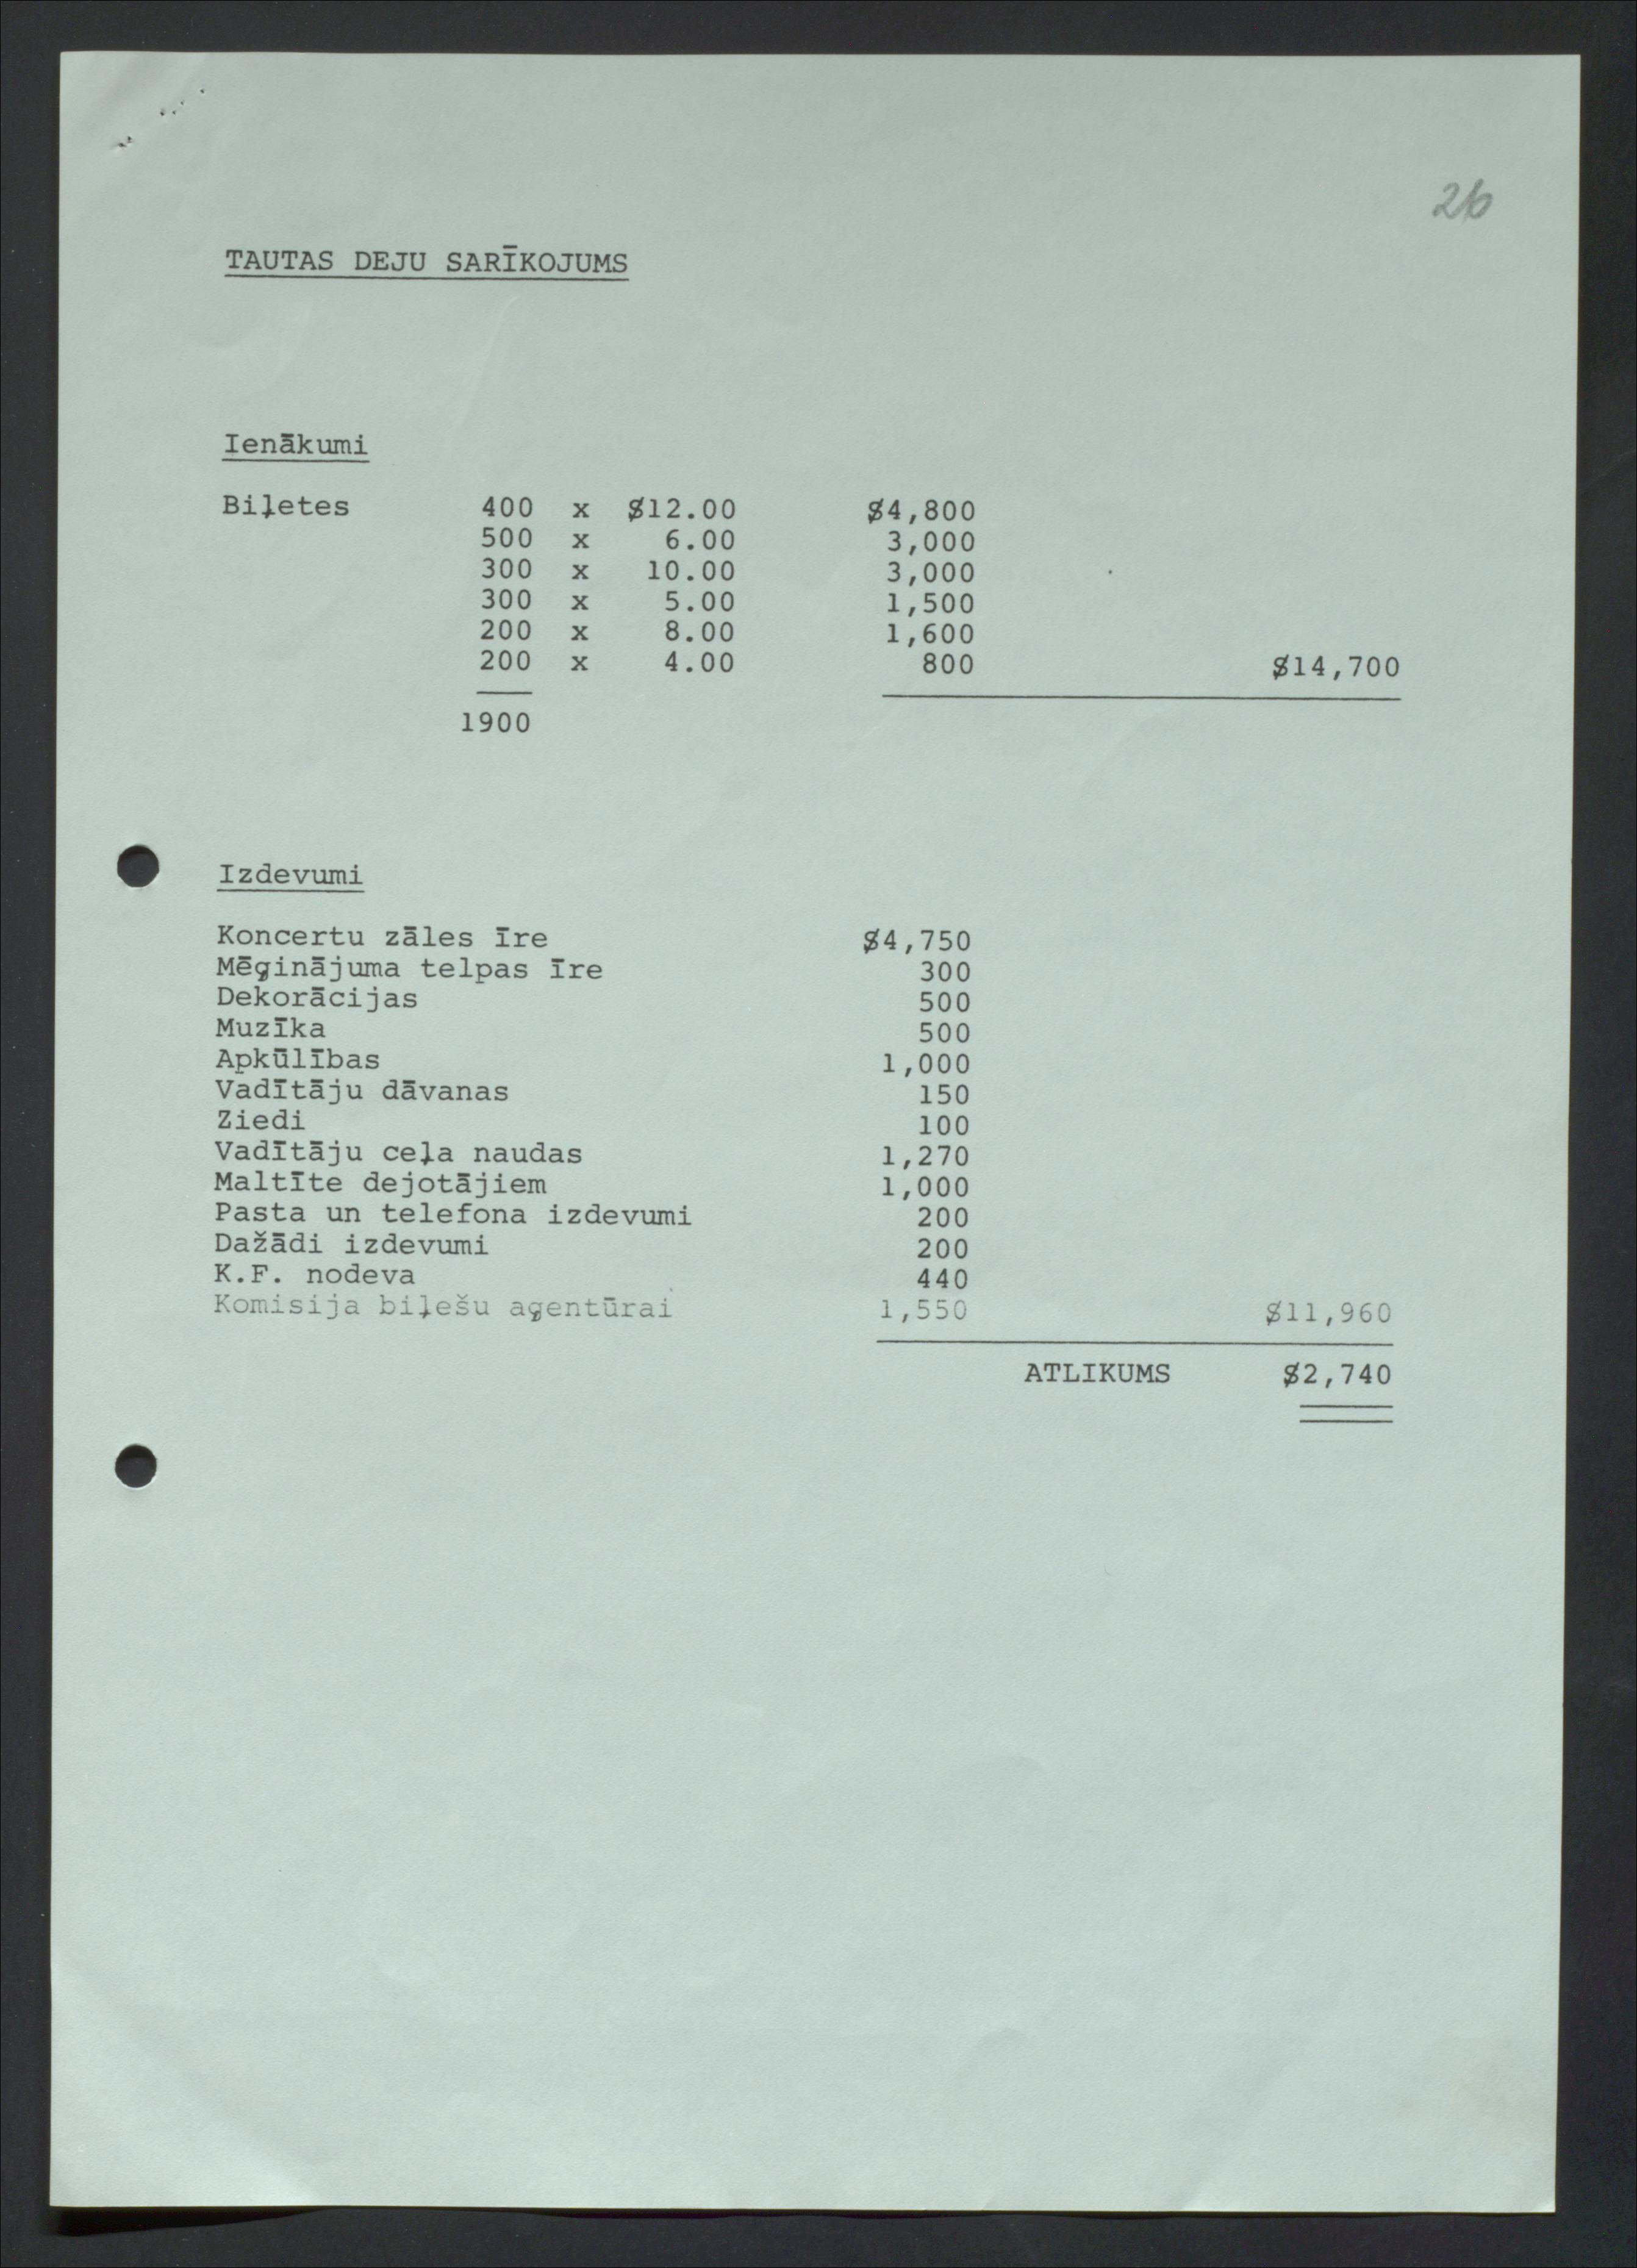 26
TAUTAS DEJU SARĪKOJUMS
Ienākumi
Biļetes 400 x $12.00 $4,800
500 x 6.00 3,000
300 x 10.00 3,000
300 x 5.00 1,500
200 x 8.00 1,600
200 x 4.00 800 $14,700
1900
Izdevumi
Koncertu zāles īre $4,750
Mēģinājuma telpas īre 300
Dekorācijas 500
Muzīka 500
Apkūlības 1,000
Vadītāju dāvanas 150
Ziedi 100
Vadītāju ceļa naudas 1,270
Maltīte dejotājiem 1,000
Pasta un telefona izdevumi 200
Dažādi izdevumi 200
K.F. nodeva 440
Komisija biļešu aģentūrai 1,550 $11,960
ATLIKUMS $2,740